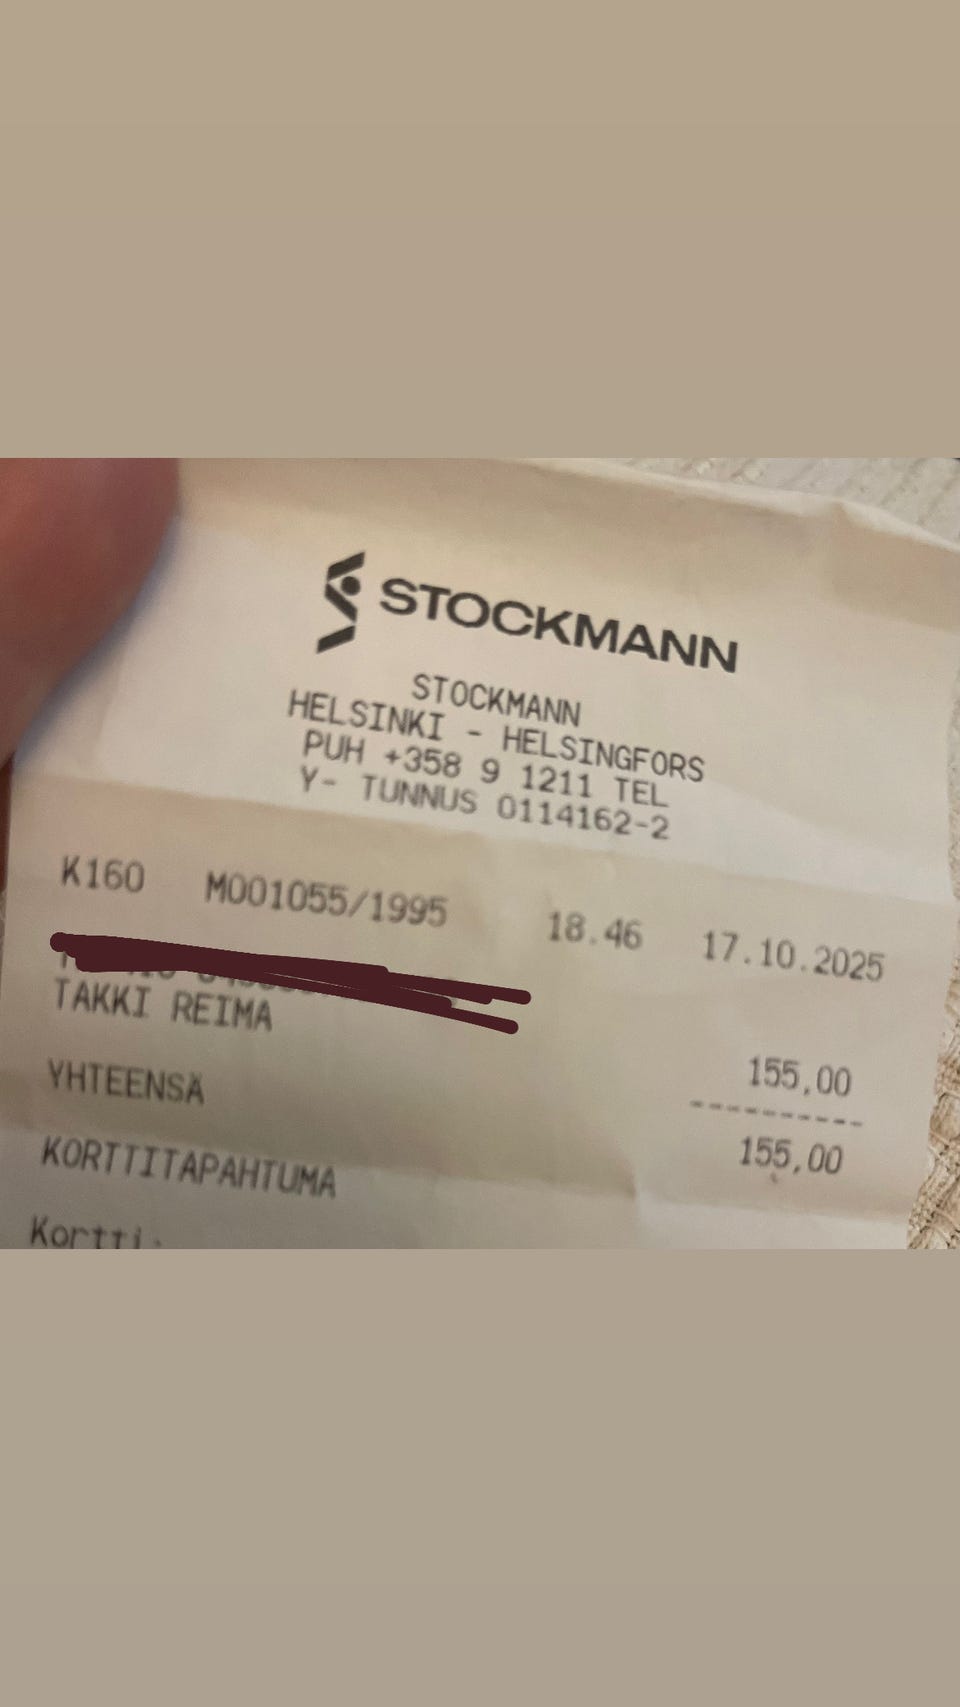 STOCKMANN
STOCKMANN
HELSINKI - HELSINGFORS
PUH +358 9 1211 TEL
Y- TUNNUS 0114162-2
K160 M001055/1995 18.46 17.10.2025
TAKKI REIMA
155,00
YHTEENSÄ 155,00
KORTTITAPAHTUMA
Kortti: